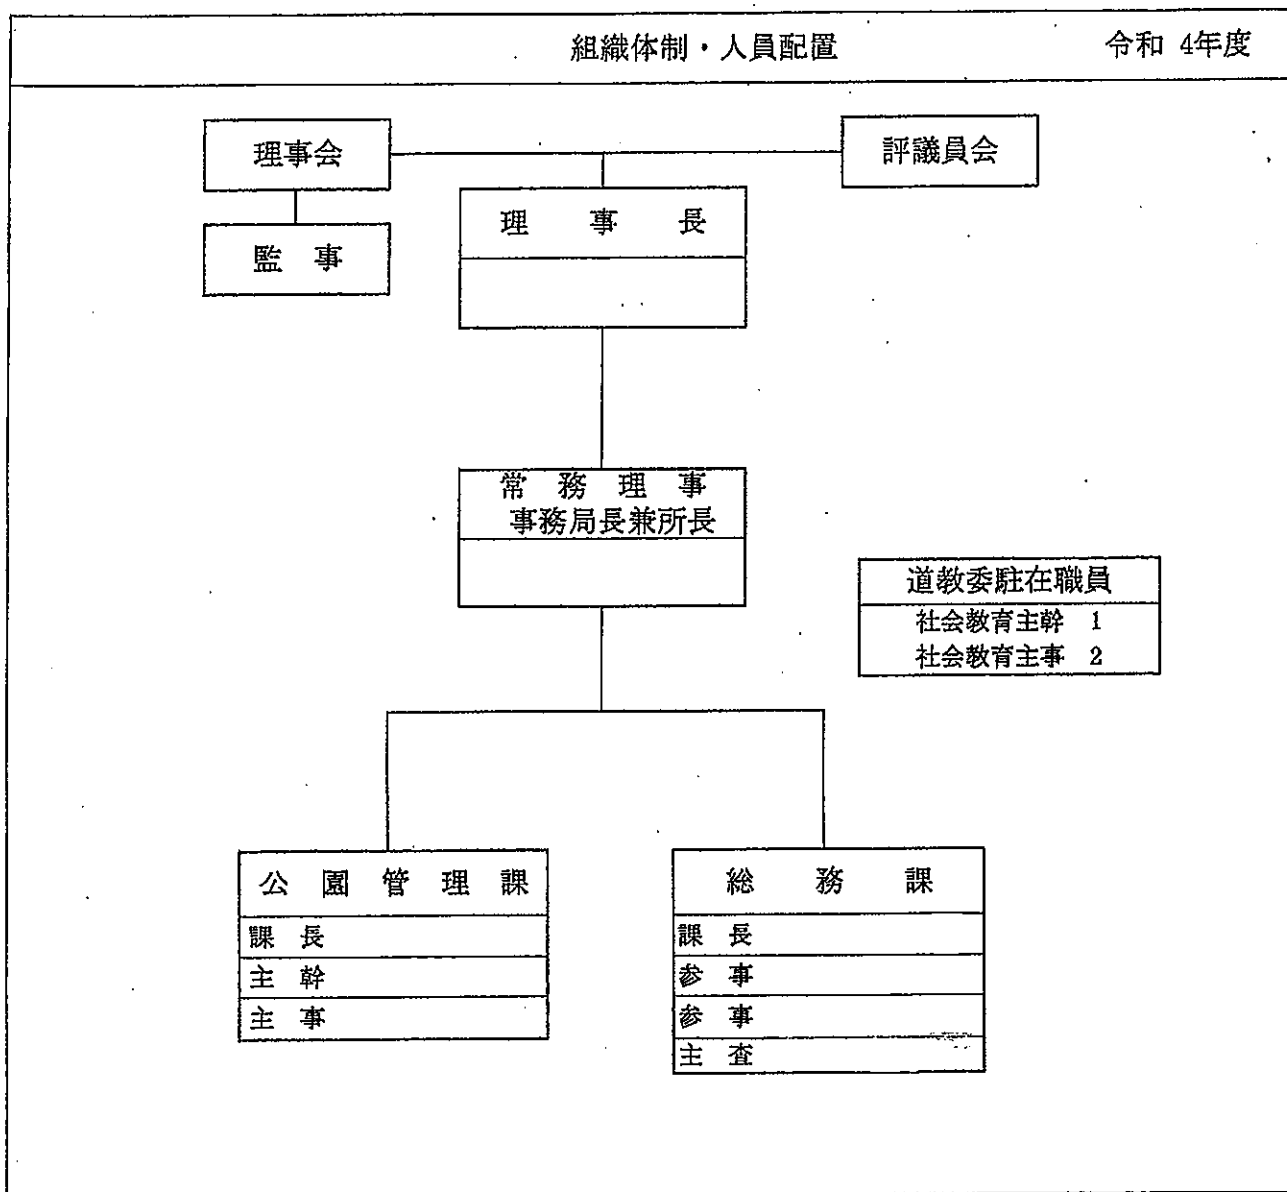 組織体制・人員配置
令和 4年度
理事会
評議員会
監 事
理 事 長
常 務 理 事
事務局長兼所長
道教委駐在職員
社会教育主幹 1
社会教育主事 2
公 園 管 理 課
課 長
主 幹
主 事
総 務 課
課 長
参 事
参 事
主 査